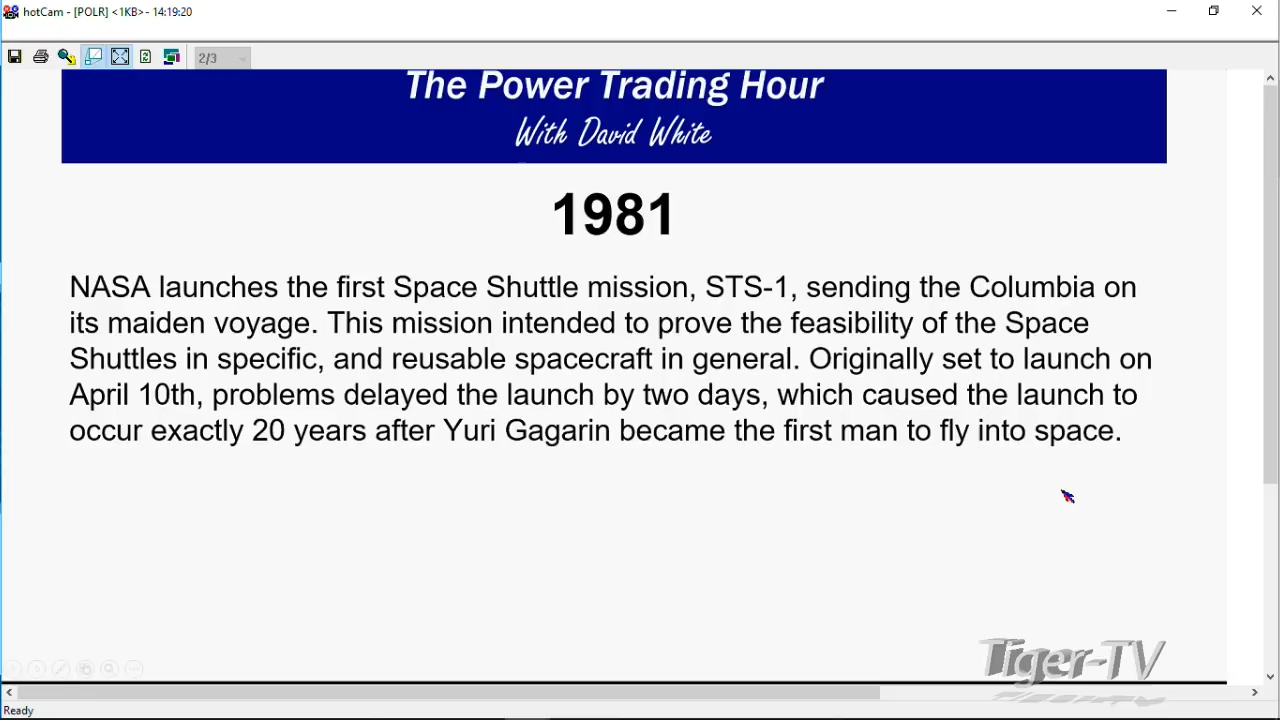 hotCam - [POLR] <1KB> - 14:19:20
2/3
The Power Trading Hour
With David White
1981
NASA launches the first Space Shuttle mission, STS-1, sending the Columbia on
its maiden voyage. This mission intended to prove the feasibility of the Space
Shuttles in specific, and reusable spacecraft in general. Originally set to launch on
April 10th, problems delayed the launch by two days, which caused the launch to
occur exactly 20 years after Yuri Gagarin became the first man to fly into space.
Tiger-TV
Ready